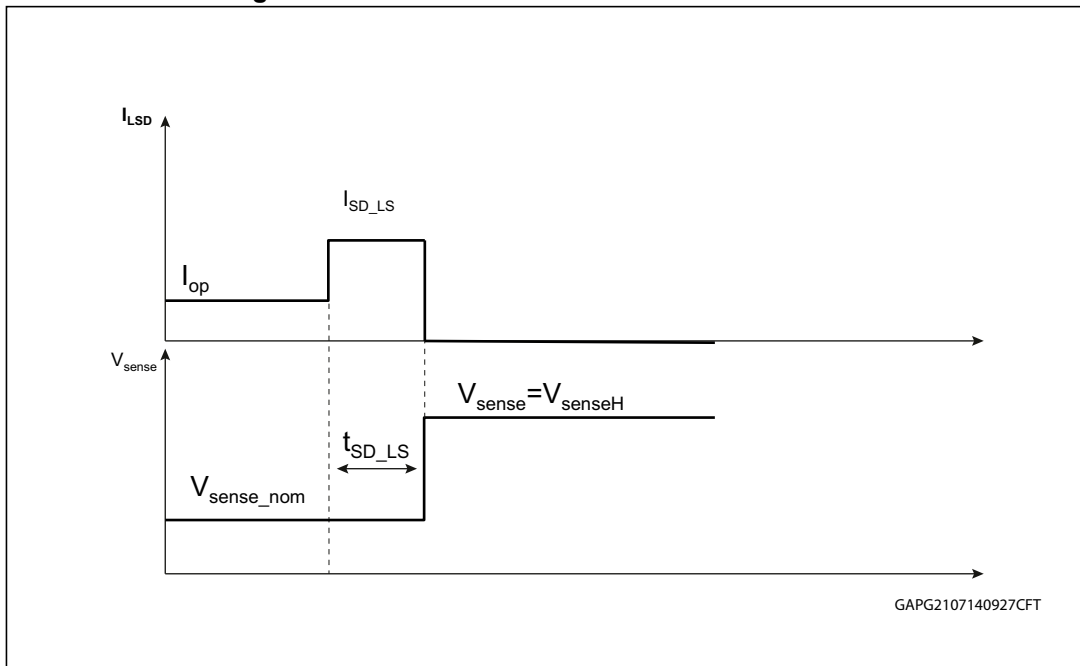 I_LSD
I_SD_LS
I_op
V_sense
V_sense=V_senseH
t_SD_LS
V_sense_nom
GAPG2107140927CFT